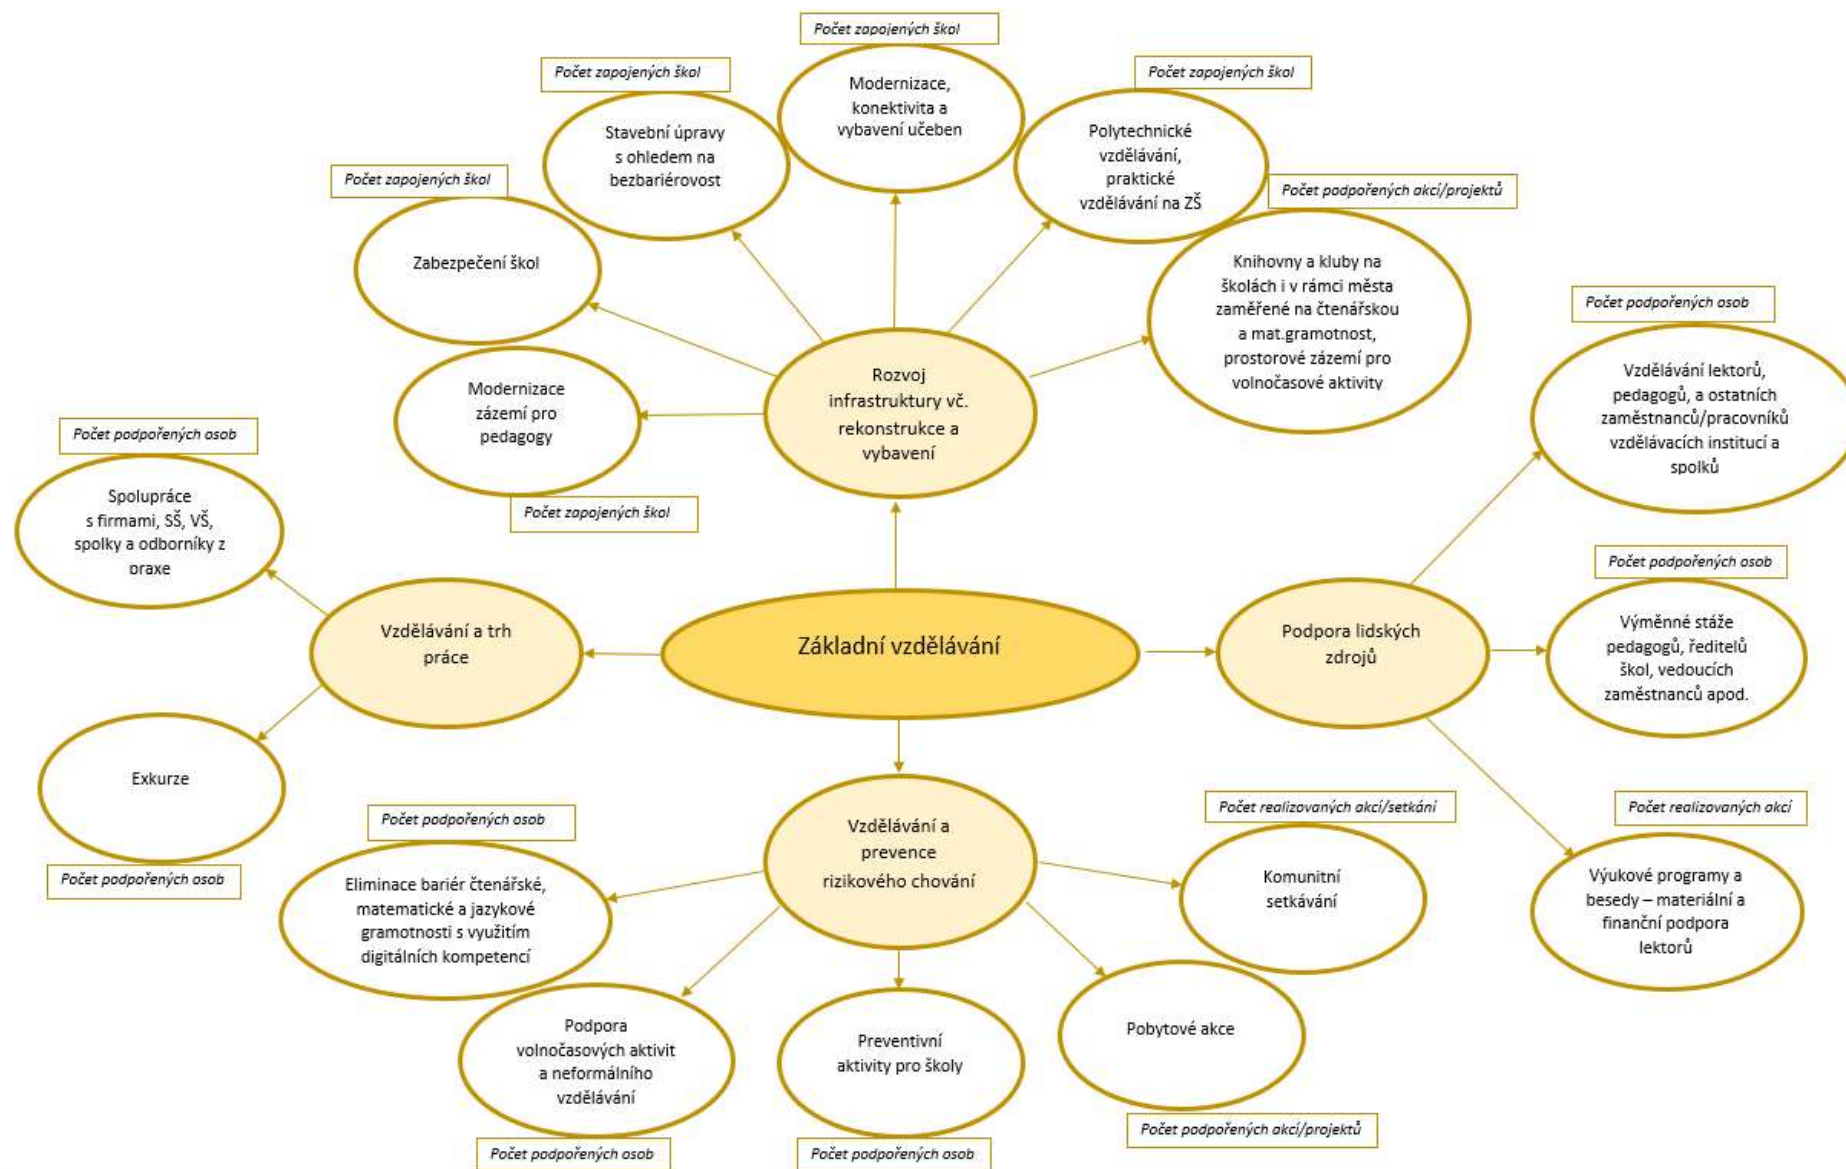 Počet zapojených škol
Modernizace,
konektivita a
vybavení učeben
Počet zapojených škol
Stavební úpravy
s ohledem na
bezbariérovost
Počet zapojených škol
Polytechnické
vzdělávání,
praktické
vzdělávání na ZŠ
Počet zapojených škol
Zabezpečení škol
Počet podpořených akcí/projektů
Knihovny a kluby na
školách i v rámci města
zaměřené na čtenářskou
a mat.gramotnost,
prostorové zázemí pro
volnočasové aktivity
Modernizace
zázemí pro
pedagogy
Počet zapojených škol
Rozvoj
infrastruktury vč.
rekonstrukce a
vybavení
Počet podpořených osob
Vzdělávání lektorů,
pedagogů, a ostatních
zaměstnanců/pracovníků
vzdělávacích institucí a
spolků
Počet podpořených osob
Spolupráce
s firmami, SŠ, VŠ,
spolky a odborníky z
praxe
Vzdělávání a trh
práce
Základní vzdělávání
Podpora lidských
zdrojů
Počet podpořených osob
Výměnné stáže
pedagogů, ředitelů
škol, vedoucích
zaměstnanců apod.
Exkurze
Počet podpořených osob
Počet podpořených osob
Eliminace bariér čtenářské,
matematické a jazykové
gramotnosti s využitím
digitálních kompetencí
Vzdělávání a
prevence
rizikového chování
Počet realizovaných akcí/setkání
Komunitní
setkávání
Počet realizovaných akcí
Výukové programy a
besedy – materiální a
finanční podpora
lektorů
Podpora
volnočasových aktivit
a neformálního
vzdělávání
Počet podpořených osob
Preventivní
aktivity pro školy
Počet podpořených osob
Pobytové akce
Počet podpořených akcí/projektů